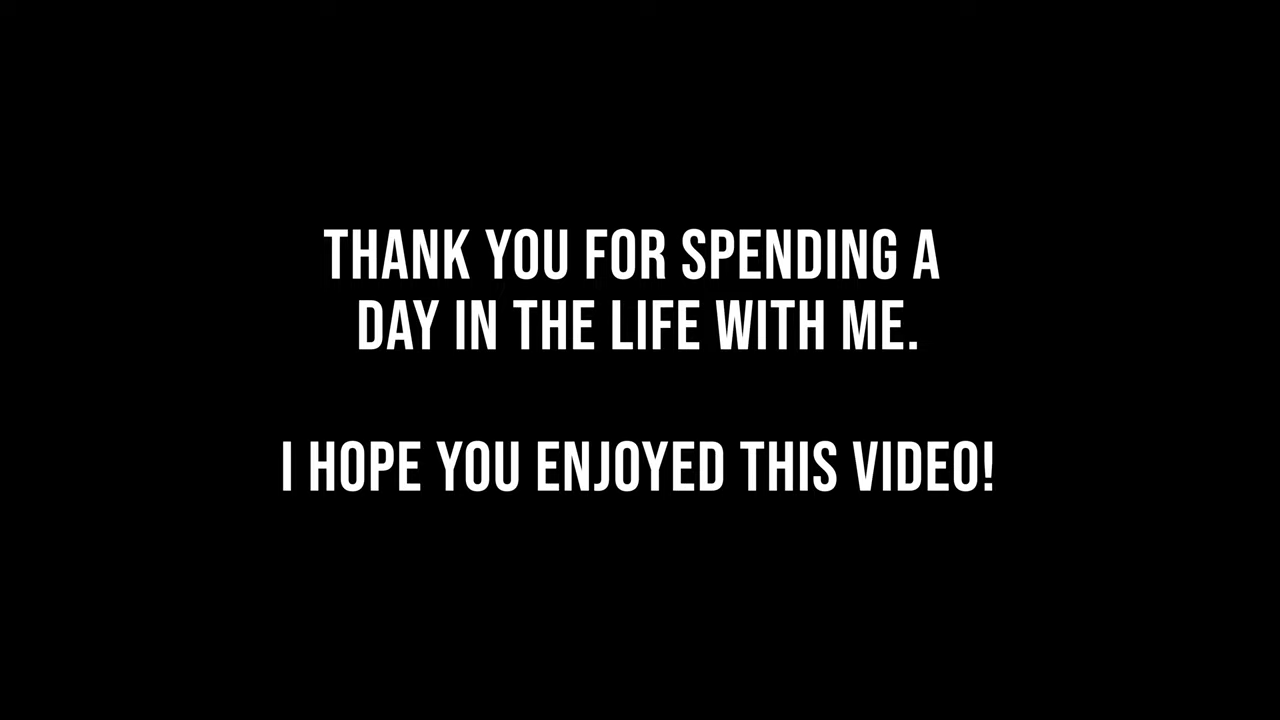 THANK YOU FOR SPENDING A
DAY IN THE LIFE WITH ME.
I HOPE YOU ENJOYED THIS VIDEO!